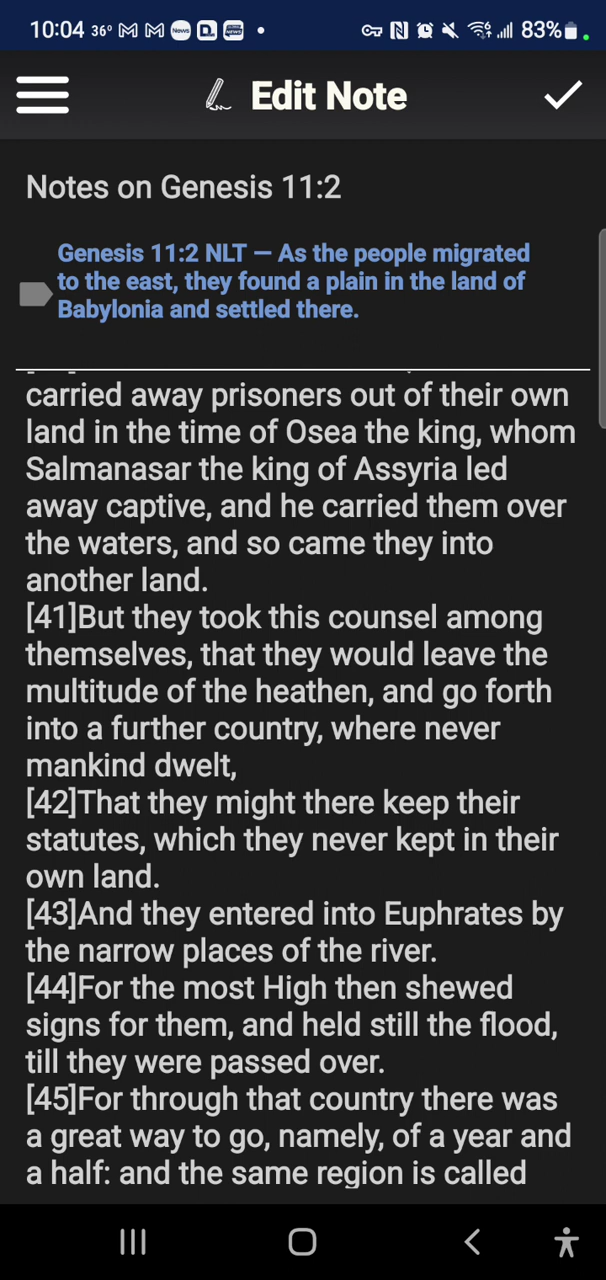 10:04 36° News D. NEWS 83%
Edit Note
Notes on Genesis 11:2
Genesis 11:2 NLT — As the people migrated
to the east, they found a plain in the land of
Babylonia and settled there.
carried away prisoners out of their own
land in the time of Osea the king, whom
Salmanasar the king of Assyria led
away captive, and he carried them over
the waters, and so came they into
another land.
[41]But they took this counsel among
themselves, that they would leave the
multitude of the heathen, and go forth
into a further country, where never
mankind dwelt,
[42]That they might there keep their
statutes, which they never kept in their
own land.
[43]And they entered into Euphrates by
the narrow places of the river.
[44]For the most High then shewed
signs for them, and held still the flood,
till they were passed over.
[45]For through that country there was
a great way to go, namely, of a year and
a half: and the same region is called